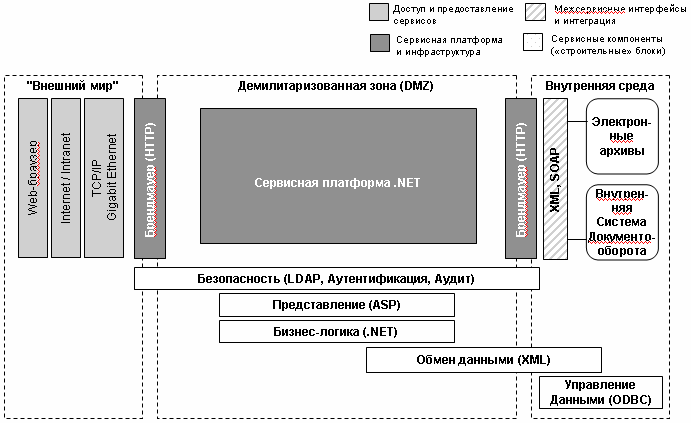 Доступ и предоставление
сервисов
Межсервисные интерфейсы
и интеграция
Сервисная платформа
и инфраструктура
Сервисные компоненты
(«строительные» блоки)
"Внешний мир"
Демилитаризованная зона (DMZ)
Внутренняя среда
Web-браузер
Internet / Intranet
TCP/IP
Gigabit Ethernet
Брендмауер (HTTP)
Сервисная платформа .NET
Брендмауер (HTTP)
XML, SOAP
Электрон-
ные
архивы
Внутрен-
няя
Система
Документо-
оборота
Безопасность (LDAP, Аутентификация, Аудит)
Представление (ASP)
Бизнес-логика (.NET)
Обмен данными (XML)
Управление
Данными (ODBC)